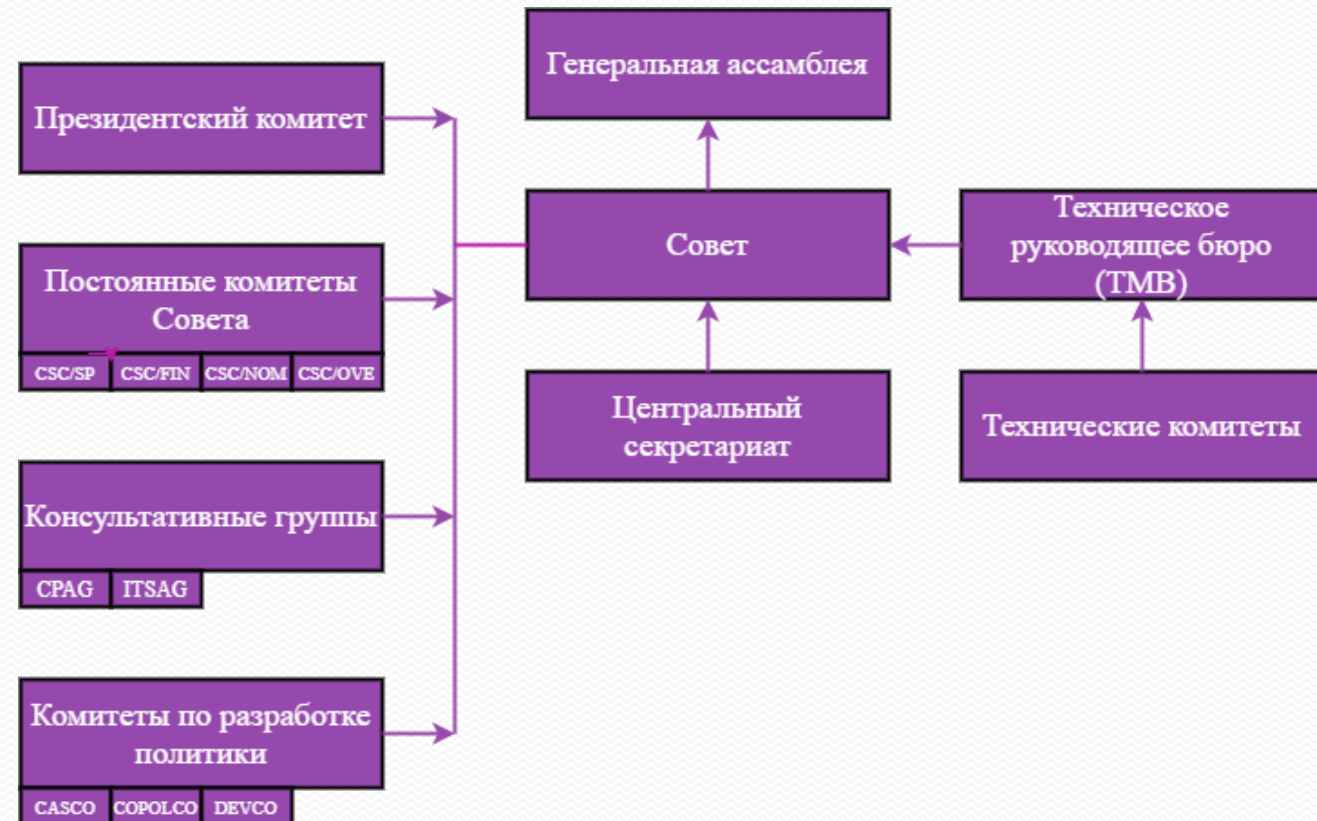 Генеральная ассамблея
Президентский комитет
Совет
Техническое
руководящее бюро
(ТМВ)
Постоянные комитеты
Совета
CSC/SP CSC/FIN CSC/NOM CSC/OVE
Центральный
секретариат
Технические комитеты
Консультативные группы
CPAG ITSAG
Комитеты по разработке
политики
CASCO COPOLCO DEVCO